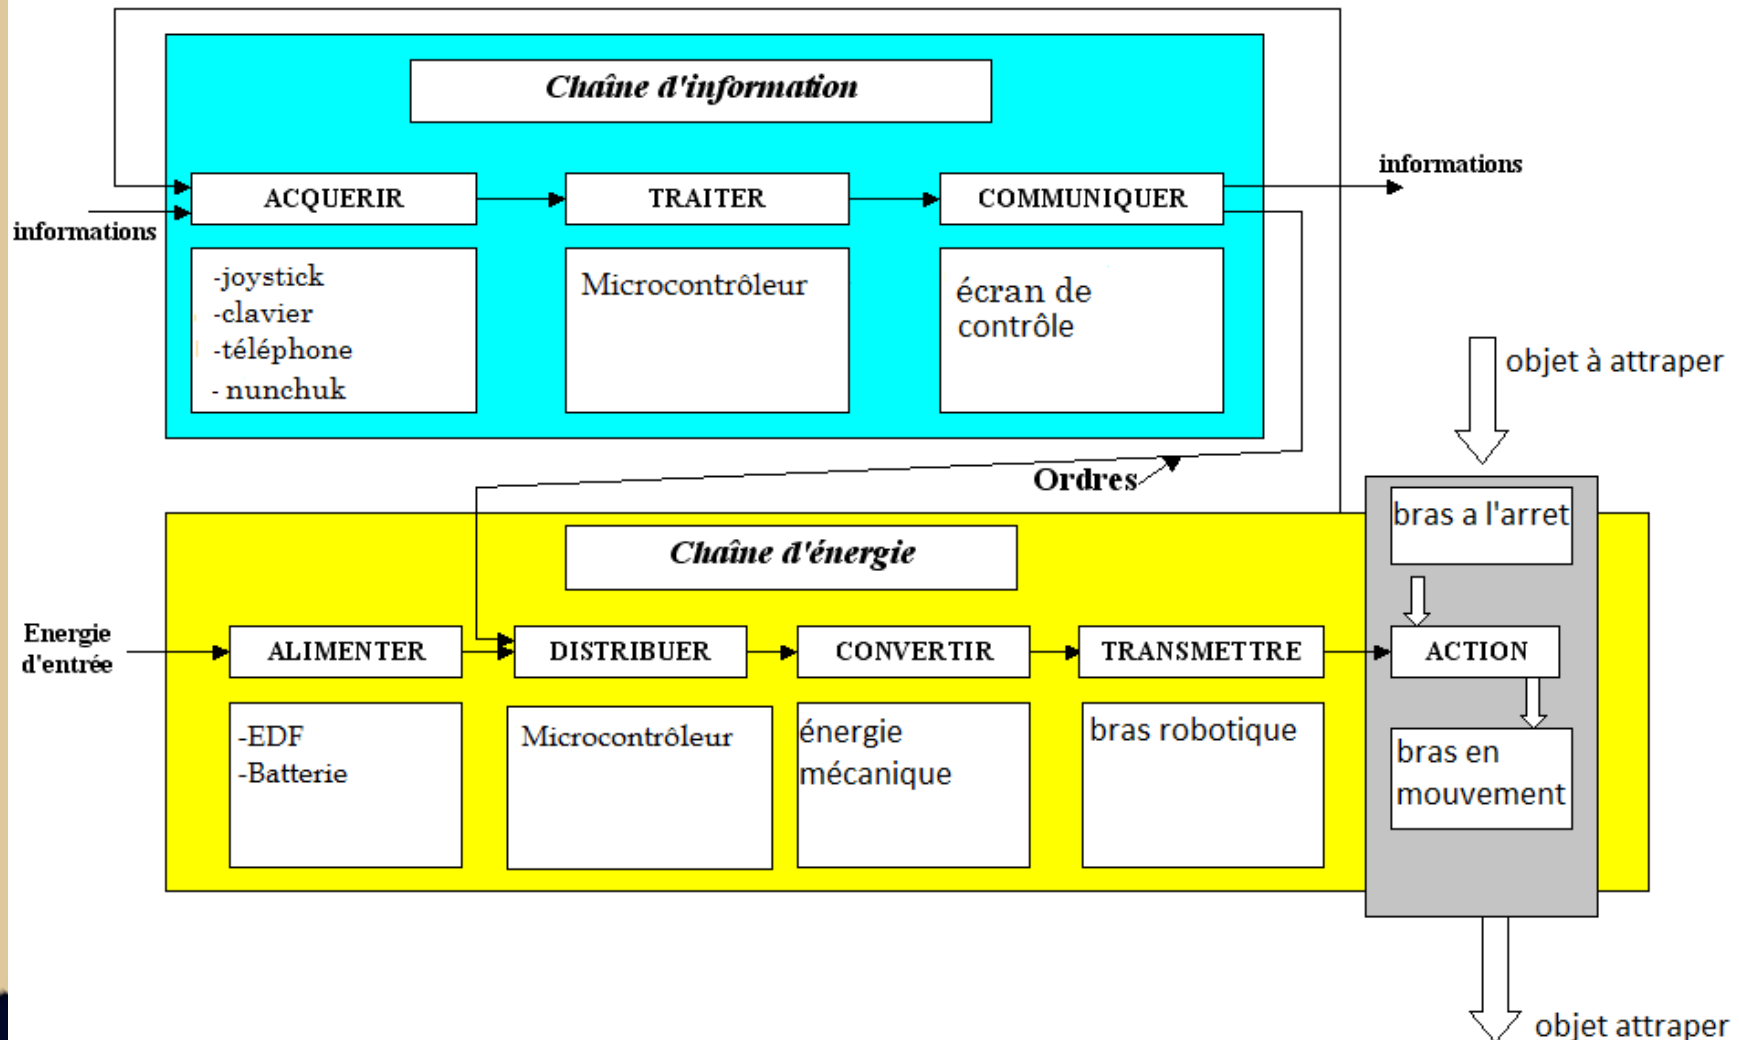 Chaîne d'information
informations
ACQUERIR
TRAITER
COMMUNIQUER
informations
-joystick
-clavier
-téléphone
- nunchuk
Microcontrôleur
écran de
contrôle
objet à attraper
Ordres
bras a l'arret
Chaîne d'énergie
Energie
d'entrée
ALIMENTER
DISTRIBUER
CONVERTIR
TRANSMETTRE
ACTION
-EDF
-Batterie
Microcontrôleur
énergie
mécanique
bras robotique
bras en
mouvement
objet attraper